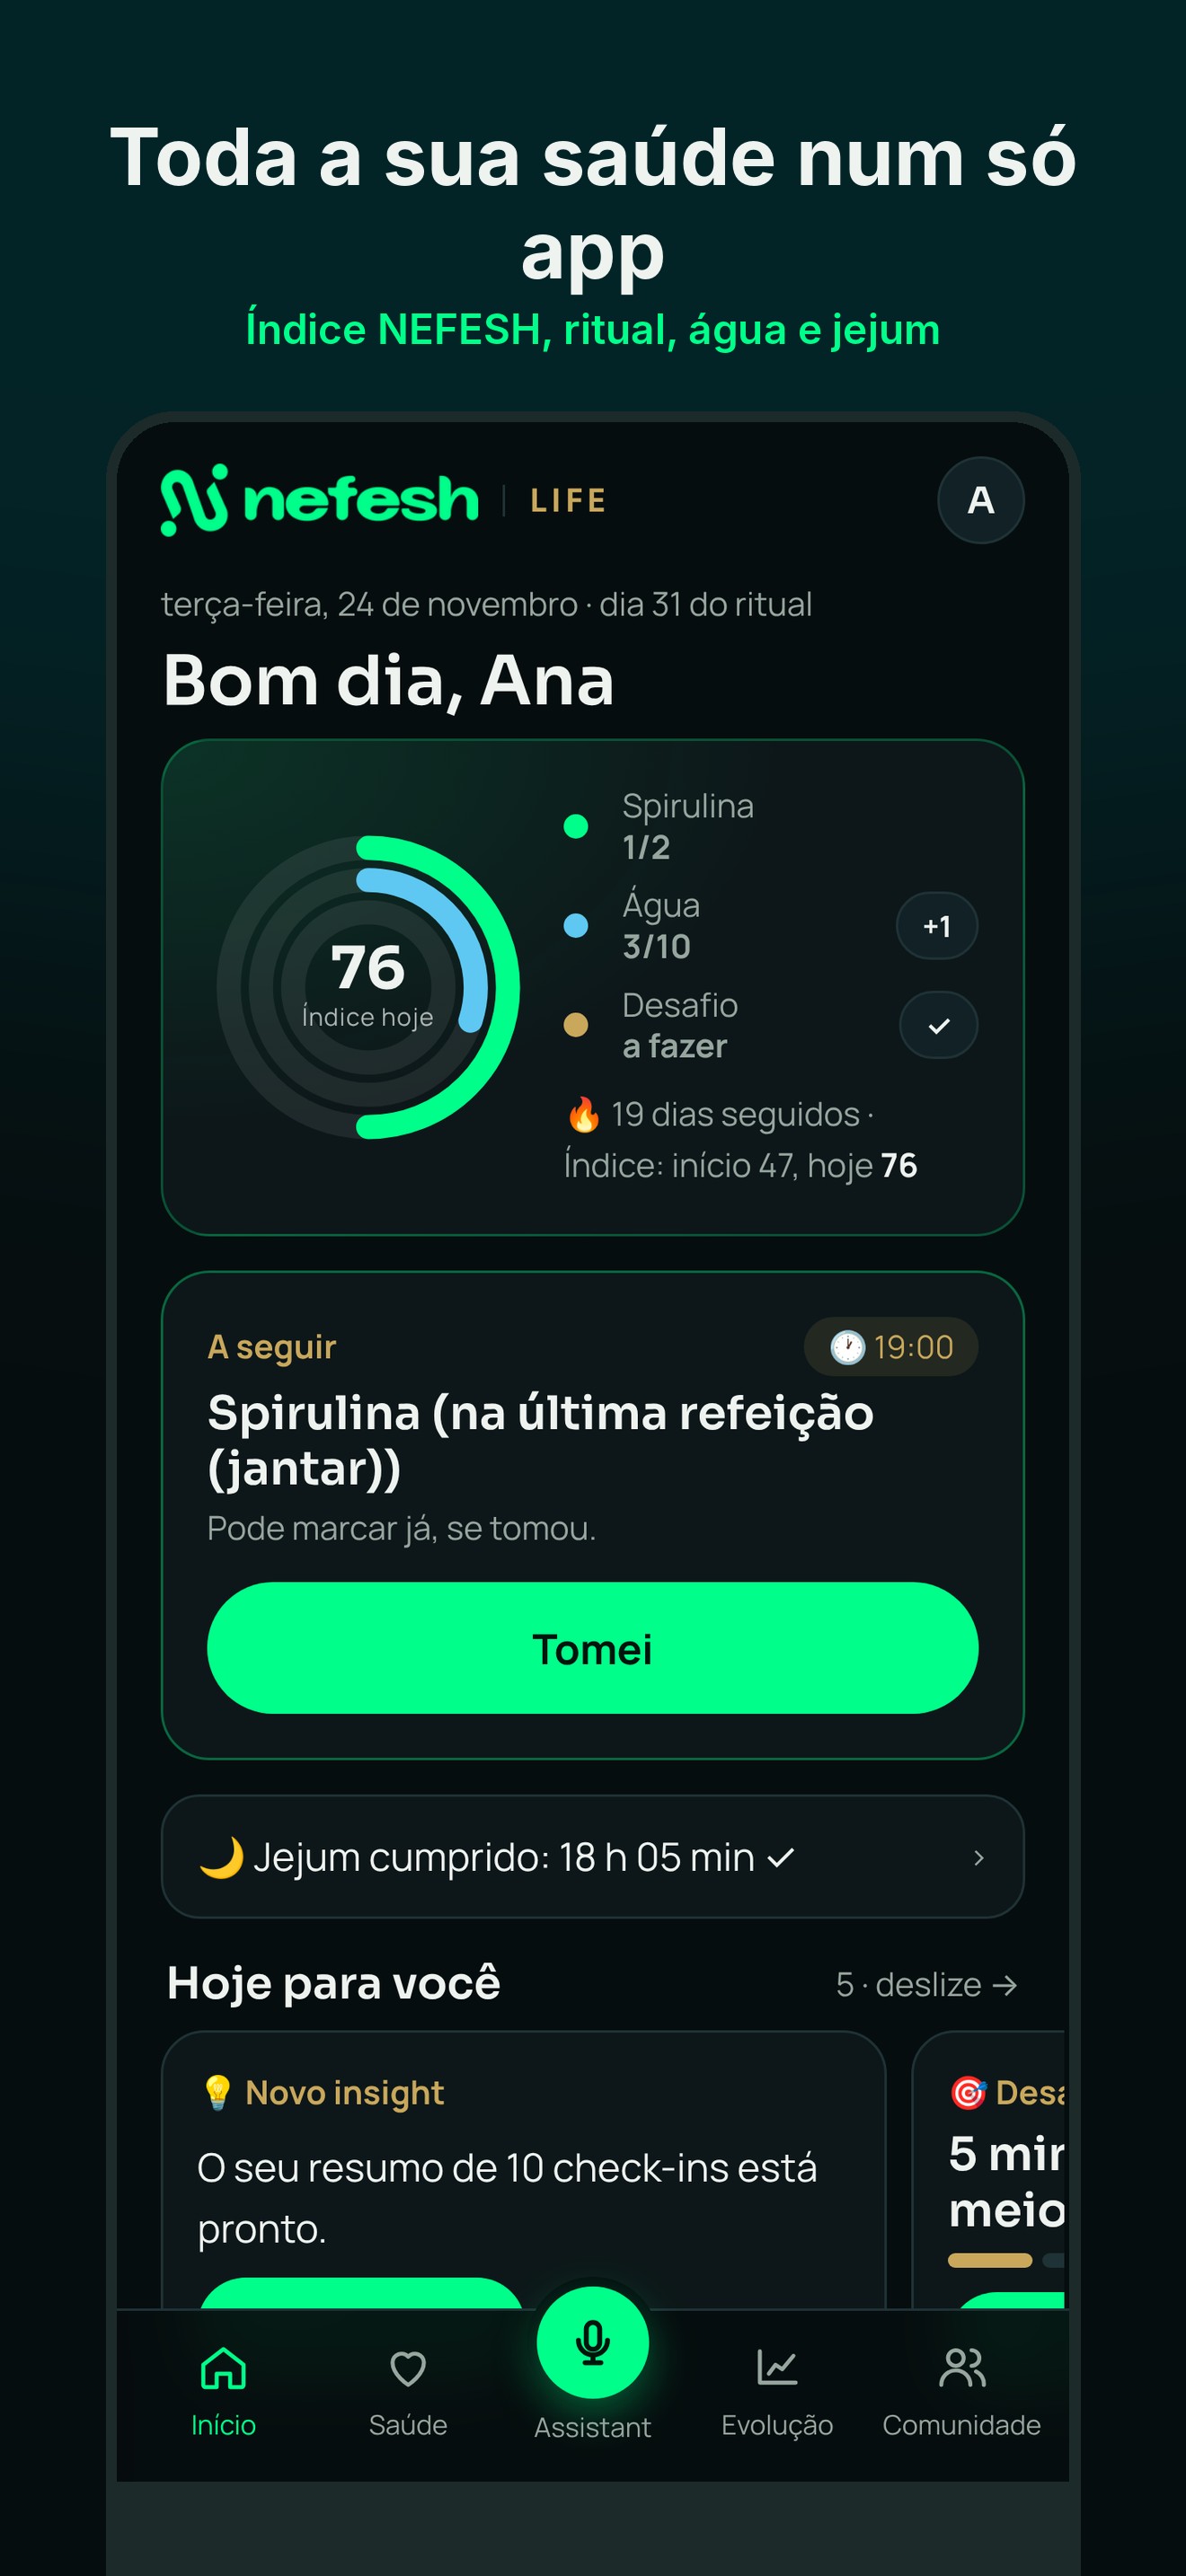 Toda a sua saúde num só
app
Índice NEFESH, ritual, água e jejum
nefesh | LIFE
A
terça-feira, 24 de novembro · dia 31 do ritual
Bom dia, Ana
76
Índice hoje
Spirulina
1/2
Água
3/10
+1
Desafio
a fazer
🔥 19 dias seguidos ·
Índice: início 47, hoje 76
A seguir
🕐 19:00
Spirulina (na última refeição
(jantar))
Pode marcar já, se tomou.
Tomei
🌙 Jejum cumprido: 18 h 05 min ✓
Hoje para você
5 · deslize →
💡 Novo insight
O seu resumo de 10 check-ins está
pronto.
🎯 Desa
5 min
meio
Início
Saúde
Assistant
Evolução
Comunidade